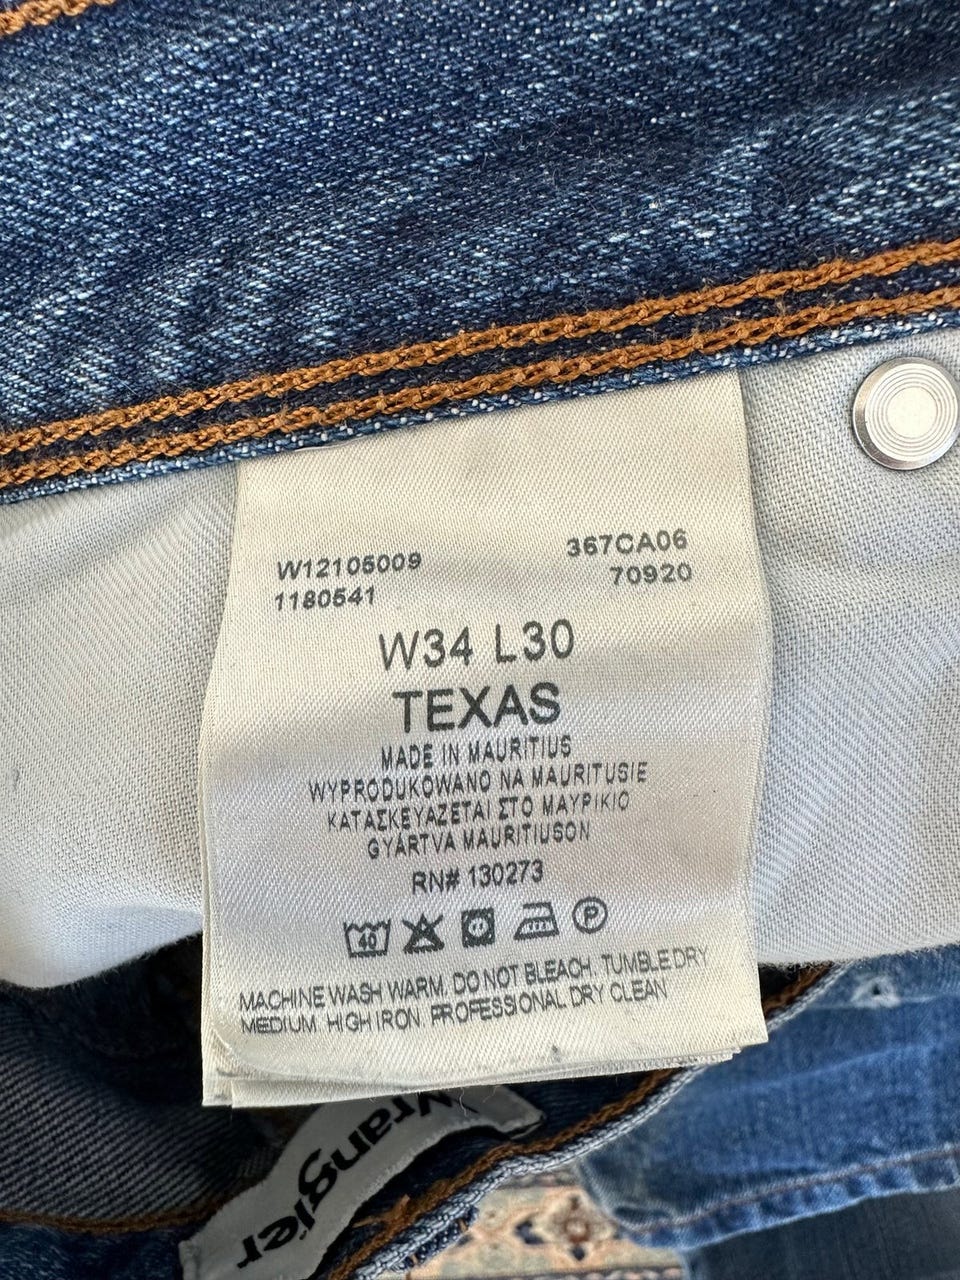 W12105009 367CA06
1180541 70920
W34 L30
TEXAS
MADE IN MAURITIUS
WYPRODUKOWANO NA MAURITUSIE
ΚΑΤΑΣΚΕΥΑΖΕΤΑΙ ΣΤΟ ΜΑΥΡΙΚΙΟ
GYÁRTVA MAURITIUSON
RN# 130273
40 P
MACHINE WASH WARM. DO NOT BLEACH. TUMBLE DRY
MEDIUM. HIGH IRON. PROFESSIONAL DRY CLEAN
Wrangler